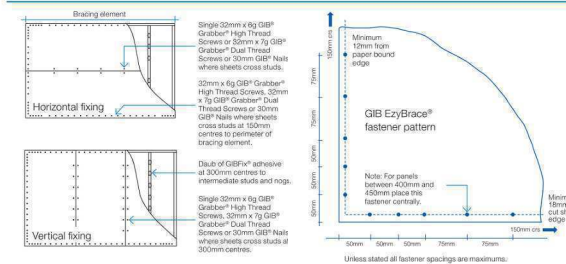 Bracing element
Single 32mm x 6g GIB®
Grabber® High Thread
Screws or 32mm x 7g GIB®
Grabber® Dual Thread
Screws or 30mm GIB® Nails
where sheets cross studs.
32mm x 6g GIB® Grabber®
High Thread Screws, 32mm
x 7g GIB® Grabber® Dual
Thread Screws or 30mm
GIB® Nails where sheets
cross studs at 150mm
centres to perimeter of
bracing element.
Horizontal fixing
Daub of GIBFix® adhesive
at 300mm centres to
intermediate studs and nogs.
Single 32mm x 6g GIB®
Grabber® High Thread
Screws, 32mm x 7g GIB®
Grabber® Dual Thread
Screws or 30mm GIB® Nails
where sheets cross studs at
300mm centres.
Vertical fixing
150mm crs
Minimum
12mm from
paper bound
edge
75mm
75mm
50mm
50mm
50mm
GIB EzyBrace®
fastener pattern
Note: For panels
between 400mm and
450mm place this
fastener centrally.
Minim
18mm
cut sh
edge
150mm crs
50mm
50mm
50mm
75mm
75mm
Unless stated all fastener spacings are maximums.